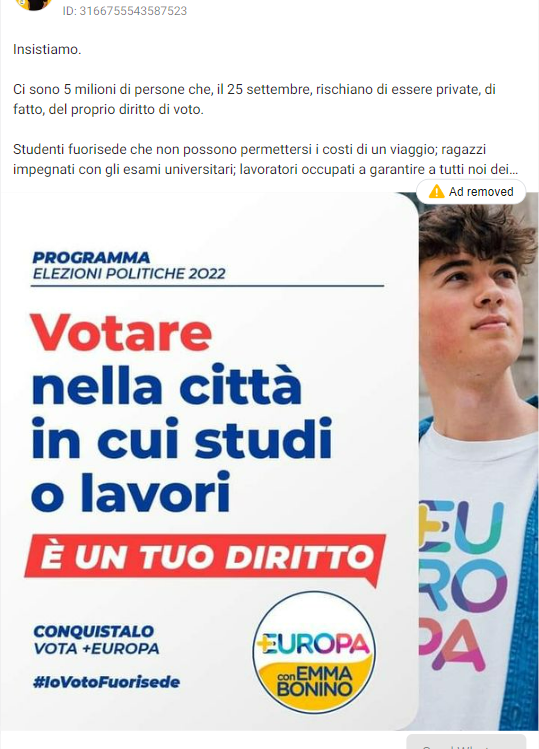 ID: 3166755543587523
Insistiamo.
Ci sono 5 milioni di persone che, il 25 settembre, rischiano di essere private, di
fatto, del proprio diritto di voto.
Studenti fuorisede che non possono permettersi i costi di un viaggio; ragazzi
impegnati con gli esami universitari; lavoratori occupati a garantire a tutti noi dei...
Ad removed
PROGRAMMA
ELEZIONI POLITICHE 2022
Votare
nella città
in cui studi
o lavori
È UN TUO DIRITTO
CONQUISTALO
VOTA +EUROPA
#IoVotoFuorisede
+EUROPA
con EMMA
BONINO
+EU
RO
PA